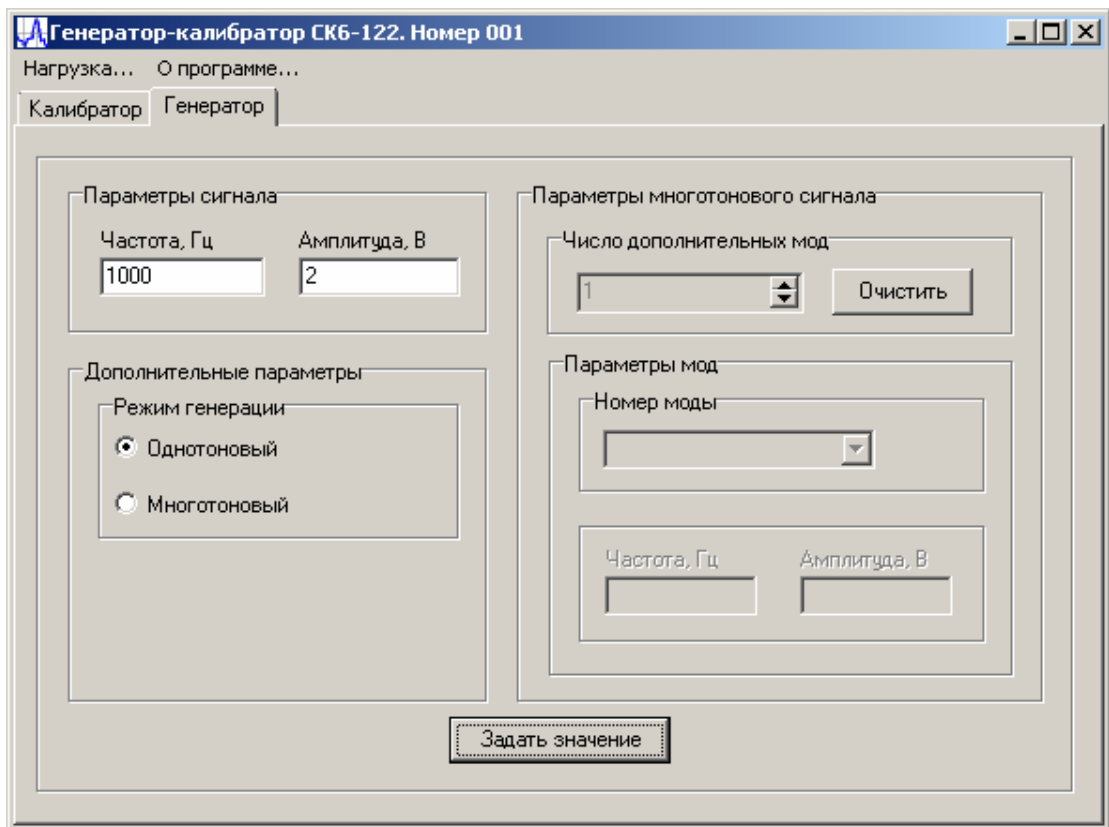 Генератор-калибратор СК6-122. Номер 001
Нагрузка... О программе...
Калибратор Генератор
Параметры сигнала
Частота, Гц Амплитуда, В
1000 2
Дополнительные параметры
Режим генерации
Однотоновый
Многотоновый
Параметры многотонового сигнала
Число дополнительных мод
1 Очистить
Параметры мод
Номер моды
Частота, Гц Амплитуда, В
Задать значение